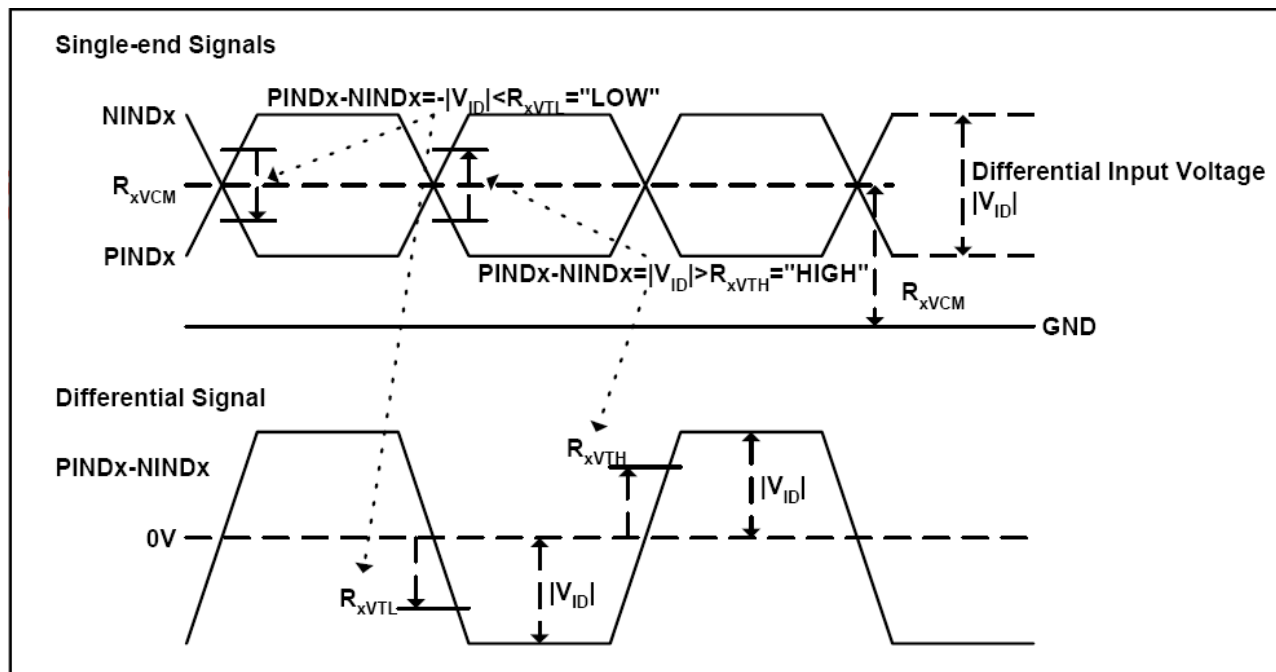 Single-end Signals
PINDx-NINDx=-|VID|<RxVTL="LOW"
NINDx
RxVCM
Differential Input Voltage
|VID|
PINDx
PINDx-NINDx=|VID|>RxVTH="HIGH"
RxVCM
GND
Differential Signal
RxVTH
PINDx-NINDx
|VID|
0V
RxVTL
|VID|